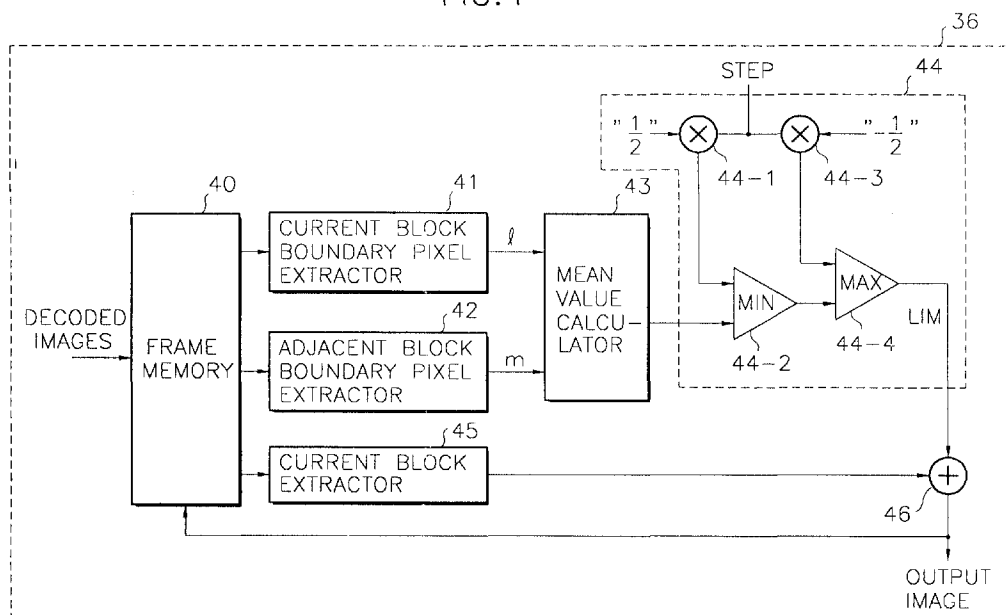 36
STEP
44
" 1/2 "
"- 1/2 "
44-1
44-3
40
41
43
CURRENT BLOCK
BOUNDARY PIXEL
EXTRACTOR
ℓ
MEAN
VALUE
CALCU-
LATOR
MIN
MAX
LIM
44-2
44-4
DECODED
IMAGES
FRAME
MEMORY
42
ADJACENT BLOCK
BOUNDARY PIXEL
EXTRACTOR
m
45
CURRENT BLOCK
EXTRACTOR
46
OUTPUT
IMAGE